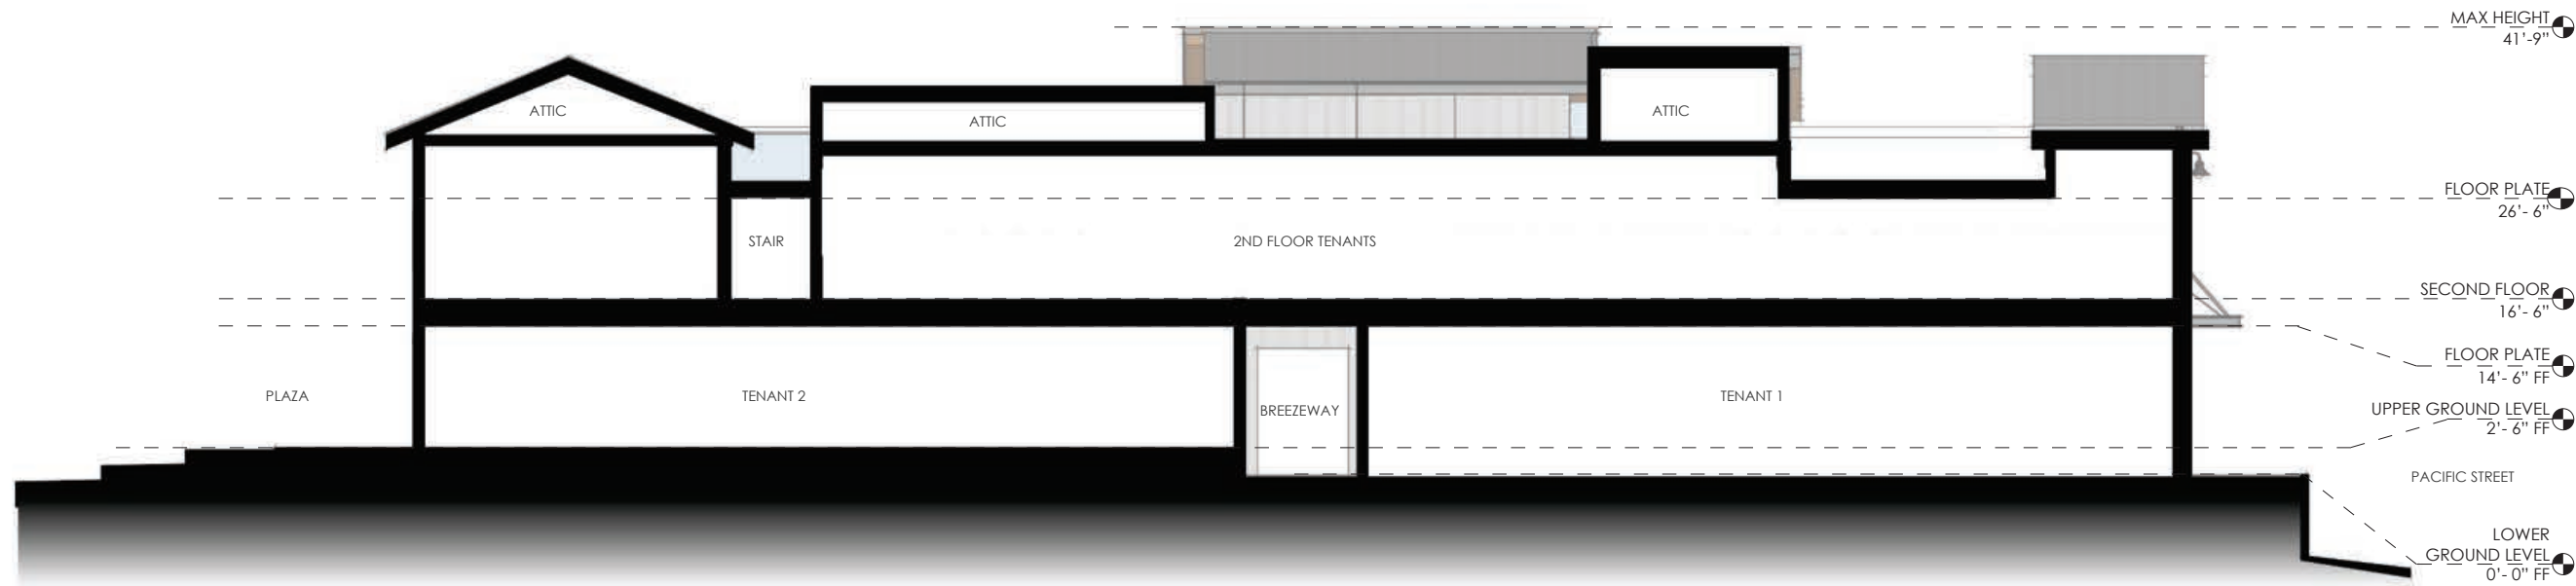 MAX HEIGHT
41'-9"
ATTIC
ATTIC
ATTIC
FLOOR PLATE
26'- 6"
STAIR
2ND FLOOR TENANTS
SECOND FLOOR
16'- 6"
FLOOR PLATE
14'- 6" FF
PLAZA
TENANT 2
BREEZEWAY
TENANT 1
UPPER GROUND LEVEL
2'- 6" FF
PACIFIC STREET
LOWER
GROUND LEVEL
0'- 0" FF